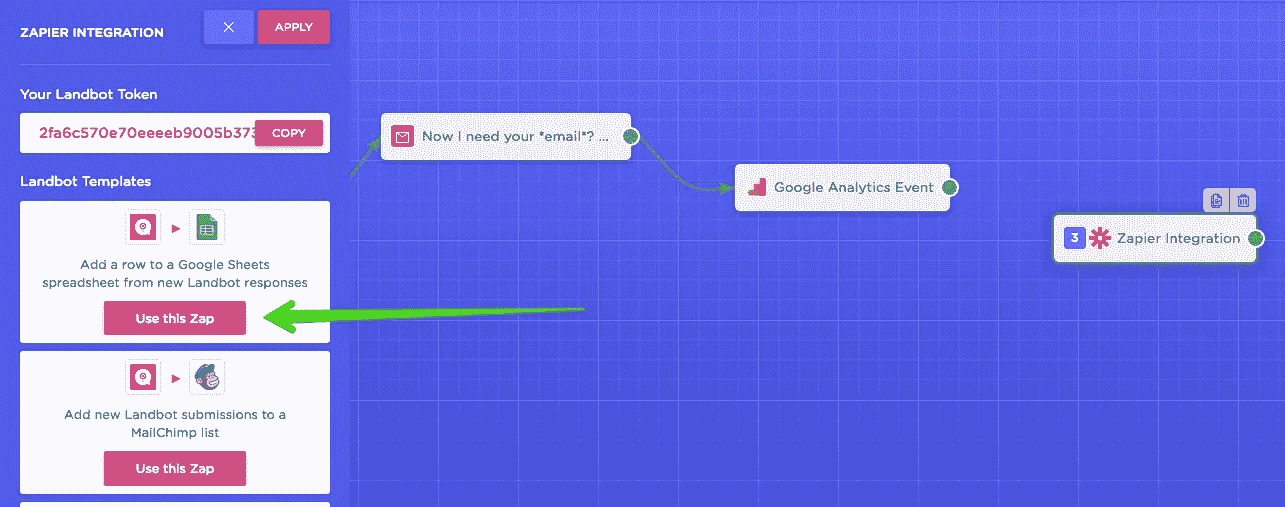 ZAPIER INTEGRATION
APPLY
Your Landbot Token
2fa6c570e70eeeeb9005b373
COPY
Landbot Templates
Add a row to a Google Sheets
spreadsheet from new Landbot responses
Use this Zap
Add new Landbot submissions to a
MailChimp list
Use this Zap
Now I need your *email*? ...
Google Analytics Event
3 Zapier Integration